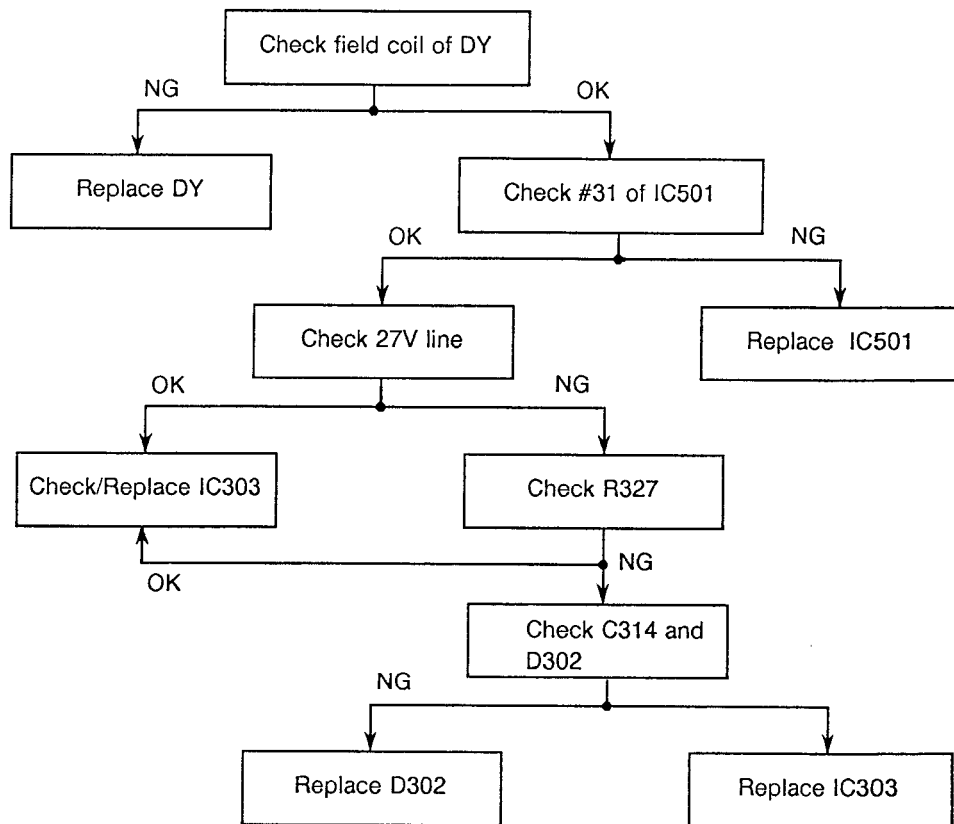 Check field coil of DY
NG
OK
Replace DY
Check #31 of IC501
OK
NG
Check 27V line
Replace IC501
OK
NG
Check/Replace IC303
Check R327
OK
NG
Check C314 and
D302
NG
Replace D302
Replace IC303